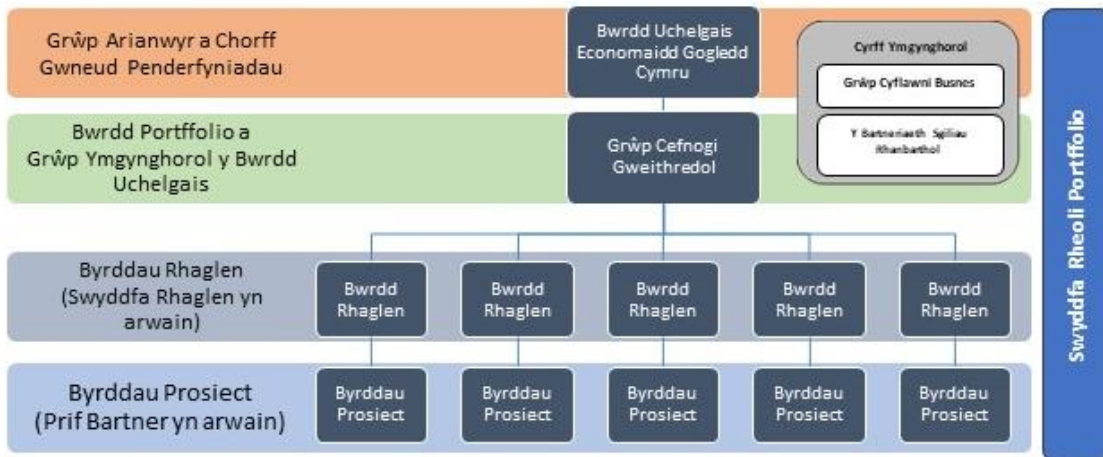 Grŵp Arianwyr a Chorff
Gwneud Penderfyniadau
Bwrdd Uchelgais
Economaidd Gogledd
Cymru
Cyrff Ymgynghorol
Grŵp Cyflawni Busnes
Y Bartneriaeth Sgiliau
Rhanbarthol
Bwrdd Portffolio a
Grŵp Ymgynghorol y Bwrdd
Uchelgais
Grŵp Cefnogi
Gweithredol
Byrddau Rhaglen
(Swyddfa Rhaglen yn
arwain)
Bwrdd
Rhaglen
Bwrdd
Rhaglen
Bwrdd
Rhaglen
Bwrdd
Rhaglen
Bwrdd
Rhaglen
Byrddau Prosiect
(Prif Bartner yn arwain)
Byrddau
Prosiect
Byrddau
Prosiect
Byrddau
Prosiect
Byrddau
Prosiect
Byrddau
Prosiect
Swyddfa Rheoli Portffolio